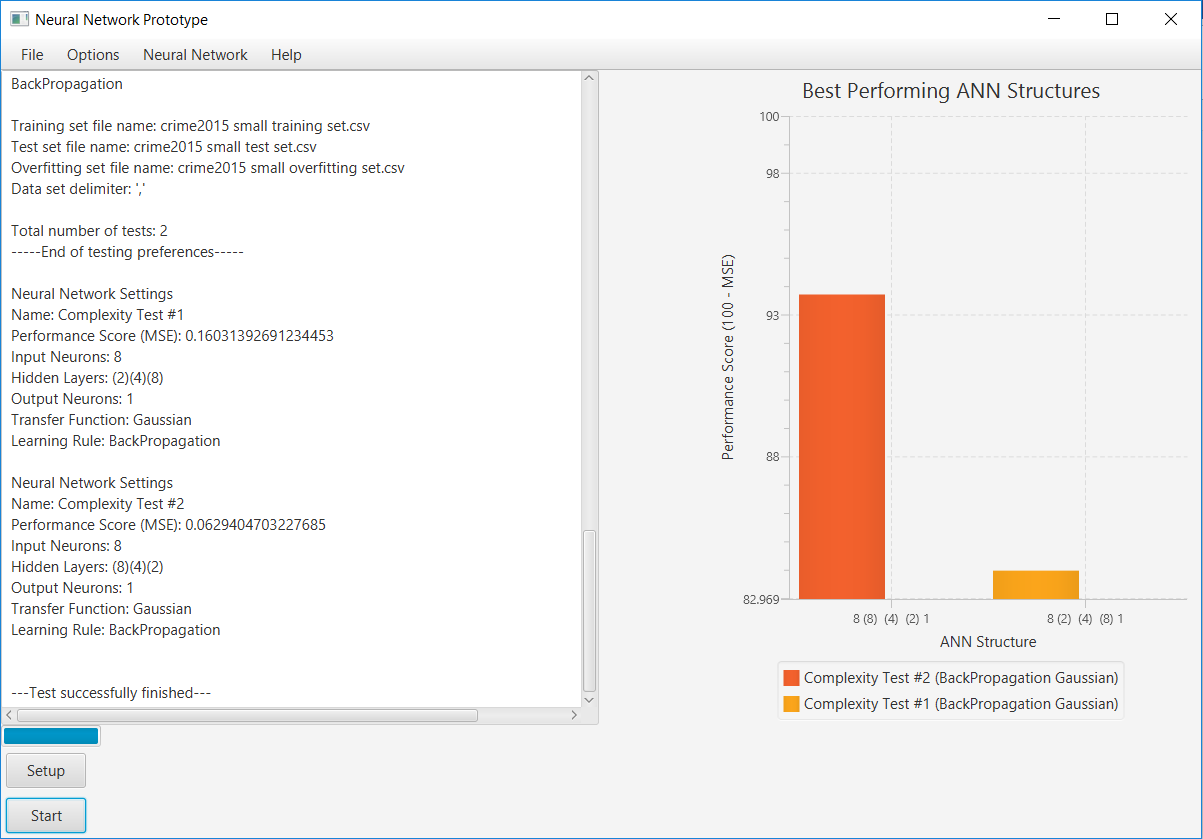 Neural Network Prototype
File Options Neural Network Help
BackPropagation
Training set file name: crime2015 small training set.csv
Test set file name: crime2015 small test set.csv
Overfitting set file name: crime2015 small overfitting set.csv
Data set delimiter: ','
Total number of tests: 2
-----End of testing preferences-----
Neural Network Settings
Name: Complexity Test #1
Performance Score (MSE): 0.16031392691234453
Input Neurons: 8
Hidden Layers: (2)(4)(8)
Output Neurons: 1
Transfer Function: Gaussian
Learning Rule: BackPropagation
Neural Network Settings
Name: Complexity Test #2
Performance Score (MSE): 0.0629404703227685
Input Neurons: 8
Hidden Layers: (8)(4)(2)
Output Neurons: 1
Transfer Function: Gaussian
Learning Rule: BackPropagation
---Test successfully finished---
Setup
Start
Best Performing ANN Structures
Performance Score (100 - MSE)
100
98
93
88
82.969
8 (8) (4) (2) 1
8 (2) (4) (8) 1
ANN Structure
Complexity Test #2 (BackPropagation Gaussian)
Complexity Test #1 (BackPropagation Gaussian)